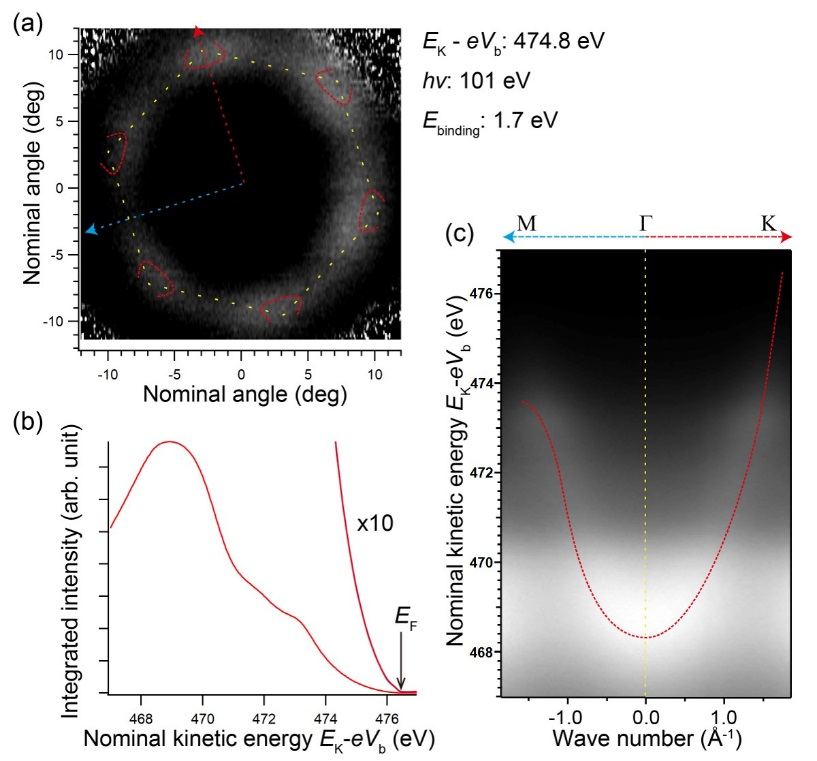 (a)
10
5
0
-5
-10
Nominal angle (deg)
-10 -5 0 5 10
Nominal angle (deg)
E_K - eV_b: 474.8 eV
hν: 101 eV
E_binding: 1.7 eV
(b)
Integrated intensity (arb. unit)
x10
E_F
468 470 472 474 476
Nominal kinetic energy E_K-eV_b (eV)
(c)
M Γ K
476
474
472
470
468
Nominal kinetic energy E_K-eV_b (eV)
-1.0 0.0 1.0
Wave number (Å⁻¹)